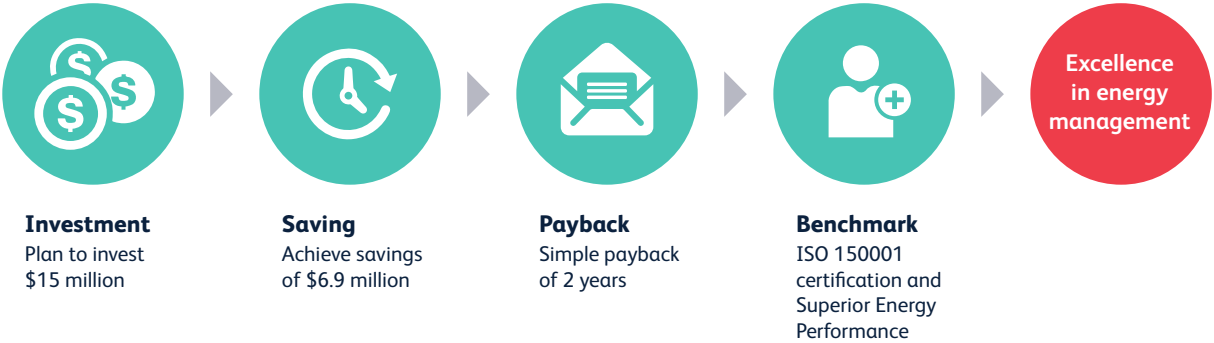 $
$
$
Excellence
in energy
management
Investment
Plan to invest
$15 million
Saving
Achieve savings
of $6.9 million
Payback
Simple payback
of 2 years
Benchmark
ISO 150001
certification and
Superior Energy
Performance